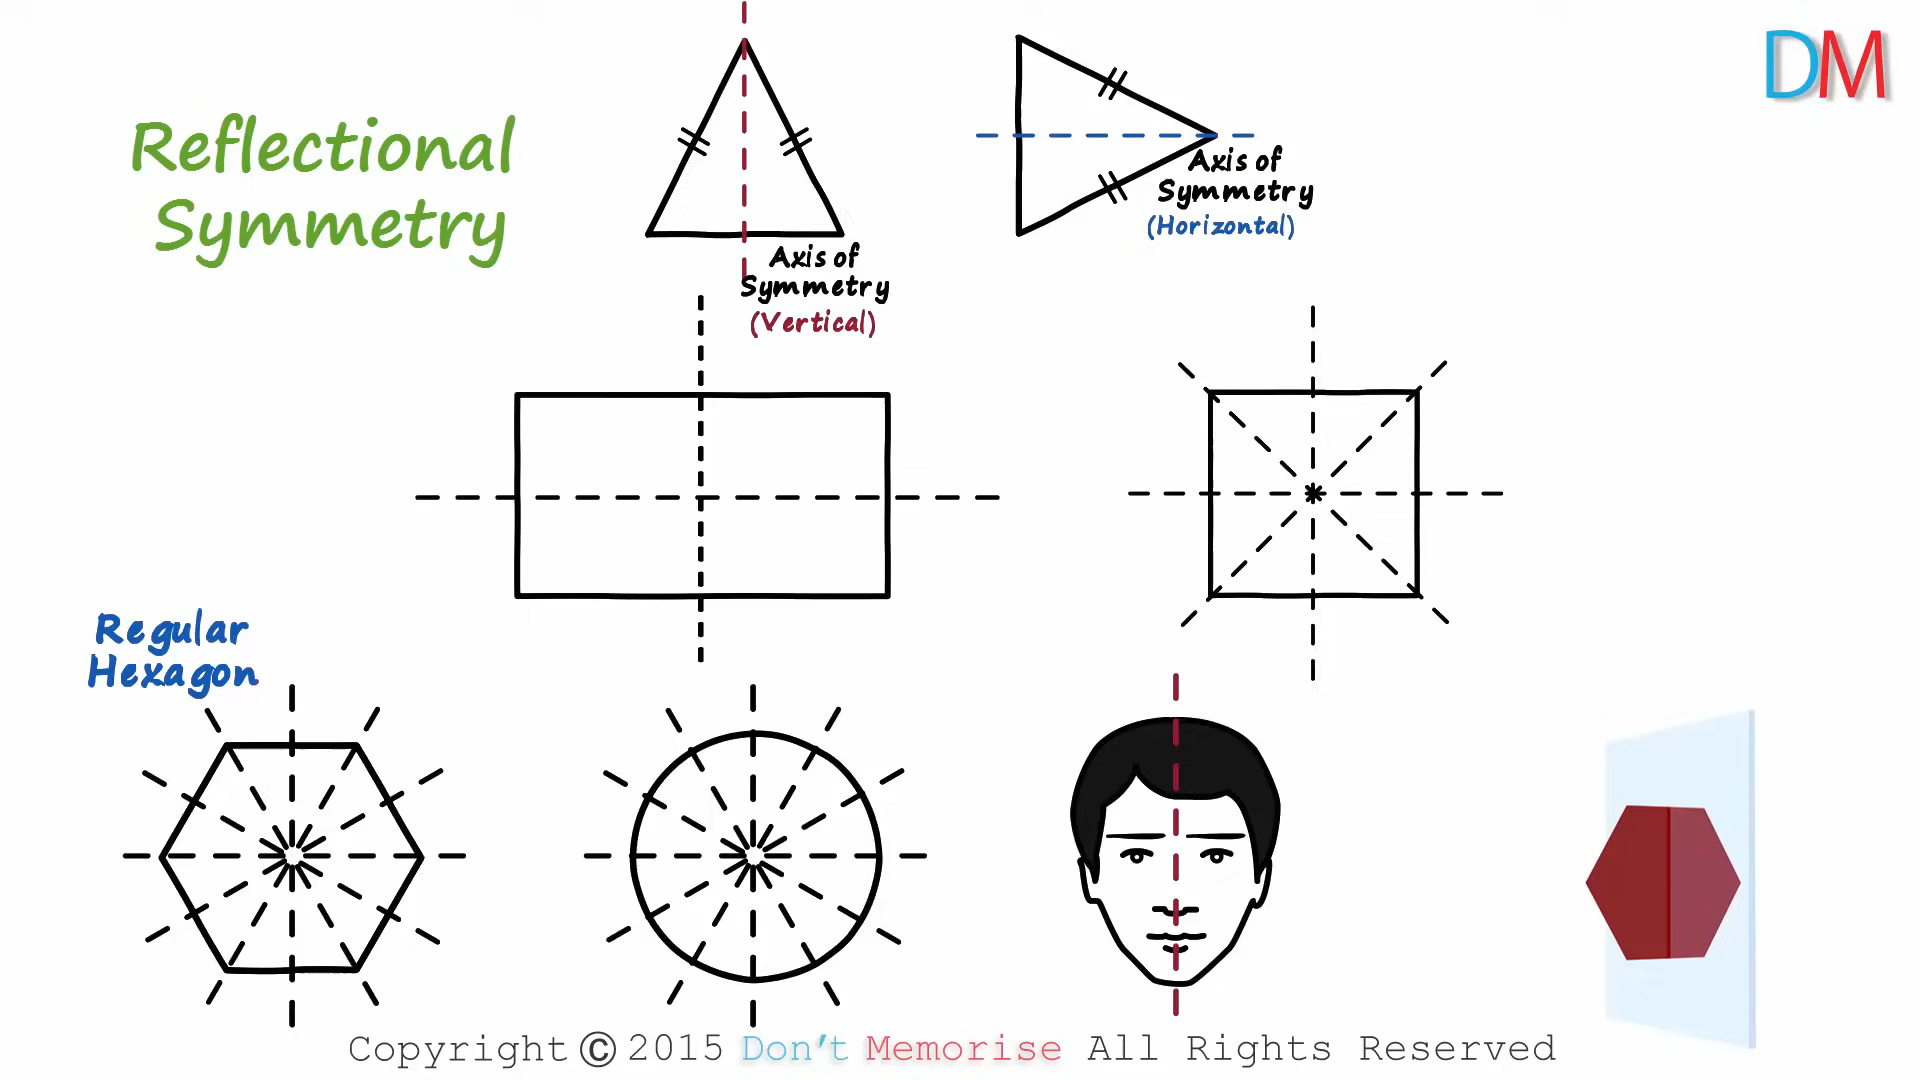 DM
Reflectional
Symmetry
Axis of
Symmetry
(Vertical)
Axis of
Symmetry
(Horizontal)
Regular
Hexagon
Copyright © 2015 Don't Memorise All Rights Reserved